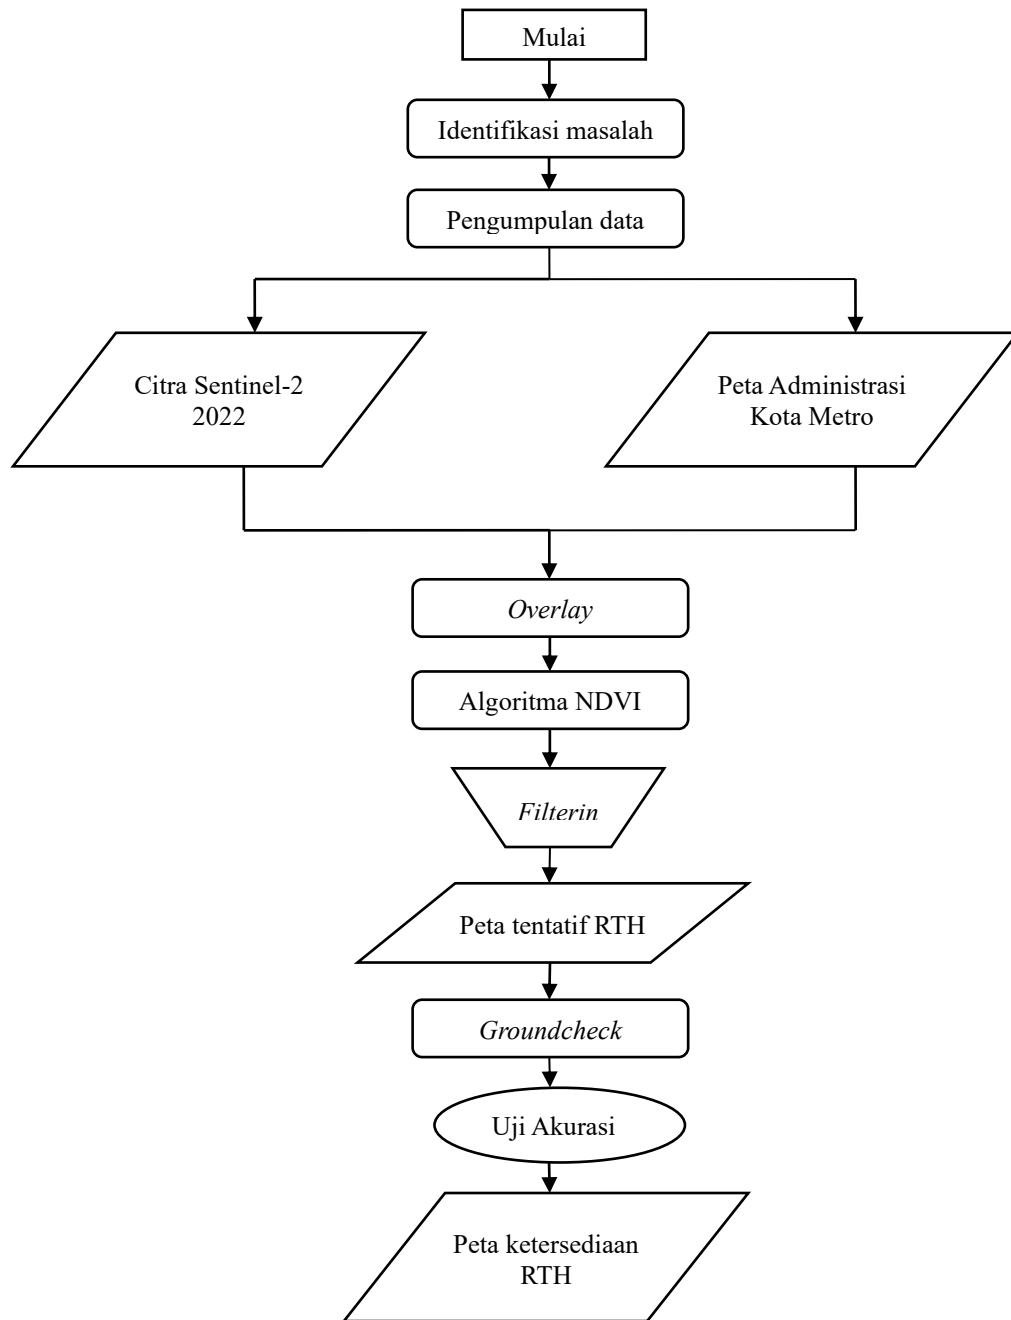 Mulai
Identifikasi masalah
Pengumpulan data
Citra Sentinel-2
2022
Peta Administrasi
Kota Metro
Overlay
Algoritma NDVI
Filterin
Peta tentatif RTH
Groundcheck
Uji Akurasi
Peta ketersediaan
RTH